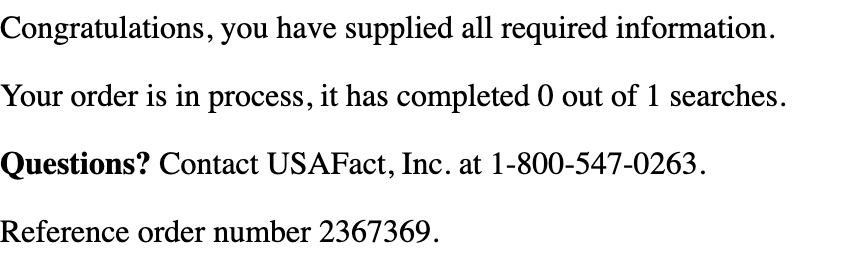 Congratulations, you have supplied all required information.
Your order is in process, it has completed 0 out of 1 searches.
Questions? Contact USAFact, Inc. at 1-800-547-0263.
Reference order number 2367369.